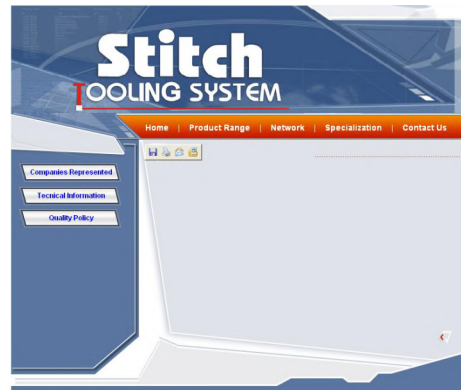 Stitch
TOOLING SYSTEM
Home | Product Range | Network | Specialization | Contact Us
Companies Represented
Tecnical Information
Quality Policy